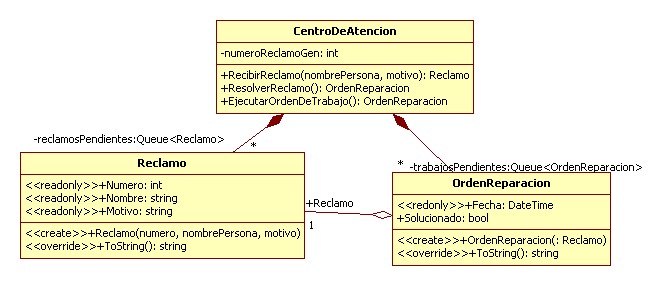 CentroDeAtencion
-numeroReclamoGen: int
+RecibirReclamo(nombrePersona, motivo): Reclamo
+ResolverReclamo(): OrdenReparacion
+EjecutarOrdenDeTrabajo(): OrdenReparacion
-reclamosPendientes:Queue<Reclamo>
*
*
-trabajosPendientes:Queue<OrdenReparacion>
Reclamo
<<readonly>>+Numero: int
<<readonly>>+Nombre: string
<<readonly>>+Motivo: string
<<create>>+Reclamo(numero, nombrePersona, motivo)
<<override>>+ToString(): string
+Reclamo
1
OrdenReparacion
<<redonly>>+Fecha: DateTime
+Solucionado: bool
<<create>>+OrdenReparacion(: Reclamo)
<<override>>+ToString(): string